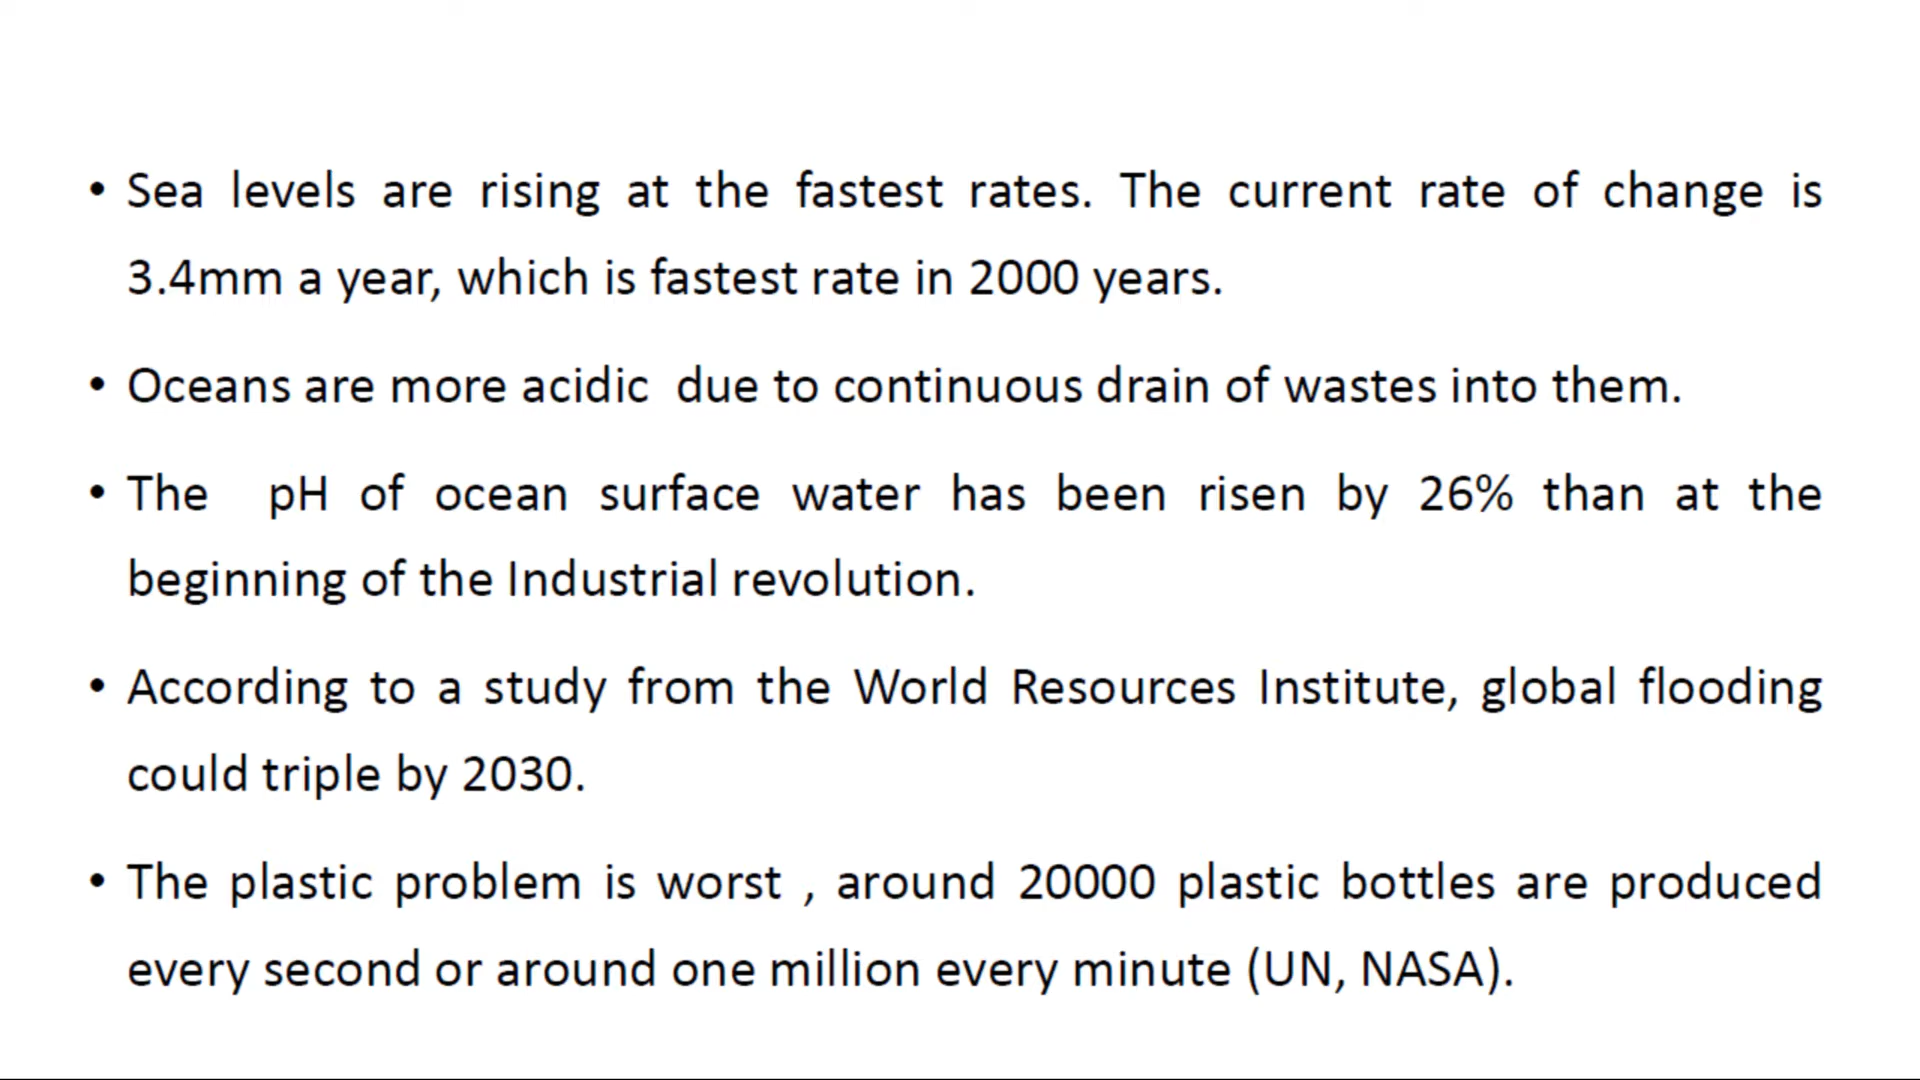 • Sea levels are rising at the fastest rates. The current rate of change is
3.4mm a year, which is fastest rate in 2000 years.
• Oceans are more acidic due to continuous drain of wastes into them.
• The pH of ocean surface water has been risen by 26% than at the
beginning of the Industrial revolution.
• According to a study from the World Resources Institute, global flooding
could triple by 2030.
• The plastic problem is worst , around 20000 plastic bottles are produced
every second or around one million every minute (UN, NASA).